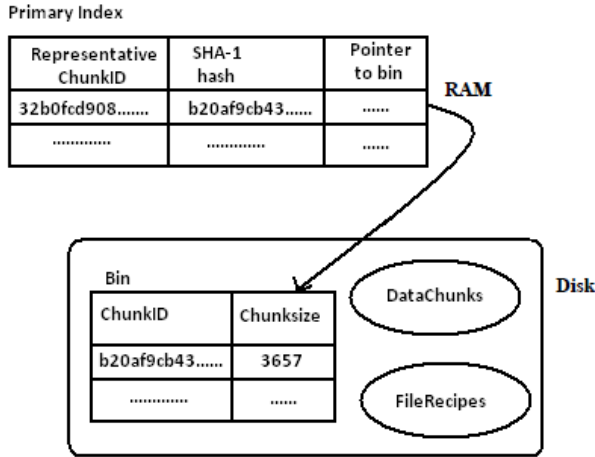 Primary Index
Representative ChunkID
SHA-1 hash
Pointer to bin
32b0fcd908.......
b20af9cb43......
......
.............
.............
......
RAM
Disk
Bin
ChunkID
Chunksize
b20af9cb43......
3657
.............
......
DataChunks
FileRecipes